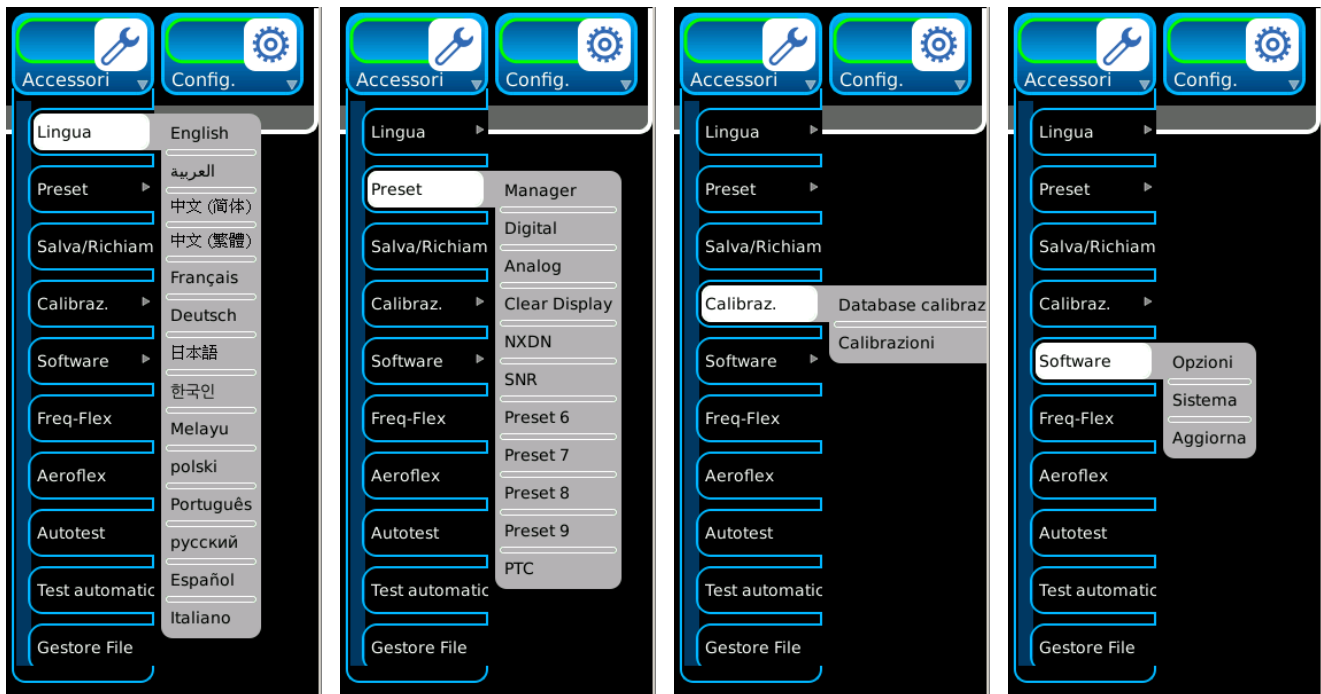 Accessori
Config.
Lingua
Preset
Salva/Richiam
Calibraz.
Software
Freq-Flex
Aeroflex
Autotest
Test automatic
Gestore File
English
العربية
中文 (简体)
中文 (繁體)
Français
Deutsch
日本語
한국인
Melayu
polski
Português
русский
Español
Italiano
Accessori
Config.
Lingua
Preset
Salva/Richiam
Calibraz.
Software
Freq-Flex
Aeroflex
Autotest
Test automatic
Gestore File
Manager
Digital
Analog
Clear Display
NXDN
SNR
Preset 6
Preset 7
Preset 8
Preset 9
PTC
Accessori
Config.
Lingua
Preset
Salva/Richiam
Calibraz.
Software
Freq-Flex
Aeroflex
Autotest
Test automatic
Gestore File
Database calibraz
Calibrazioni
Accessori
Config.
Lingua
Preset
Salva/Richiam
Calibraz.
Software
Freq-Flex
Aeroflex
Autotest
Test automatic
Gestore File
Opzioni
Sistema
Aggiorna